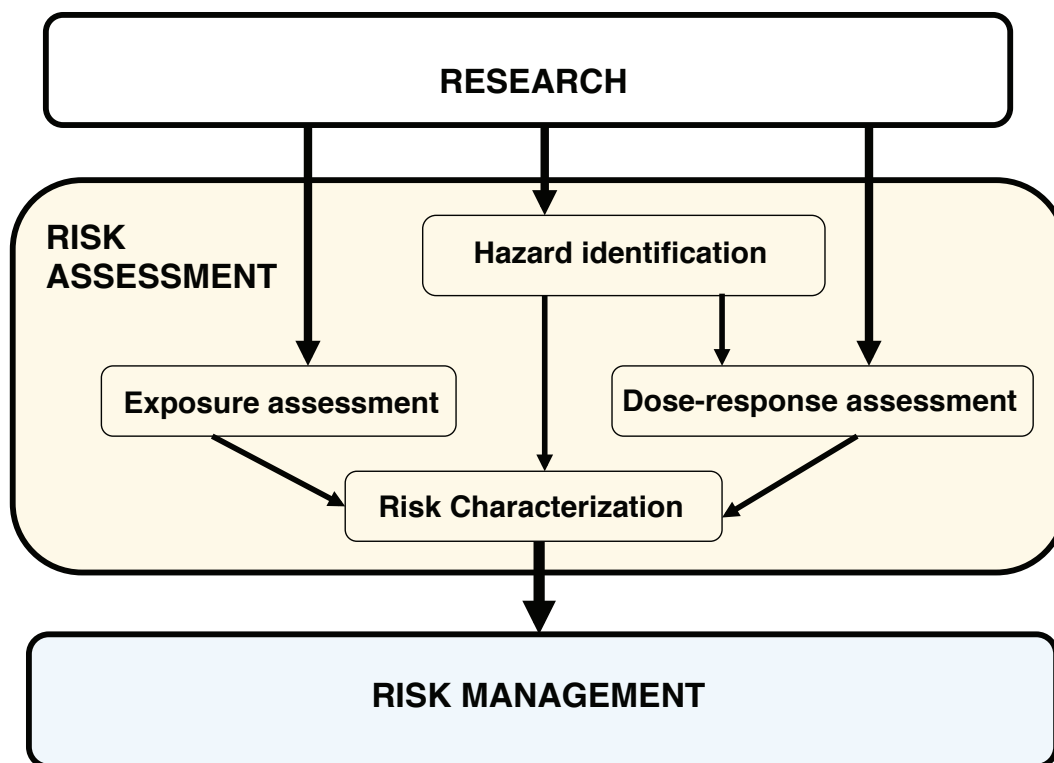 RESEARCH
RISK
ASSESSMENT
Hazard identification
Exposure assessment
Dose-response assessment
Risk Characterization
RISK MANAGEMENT